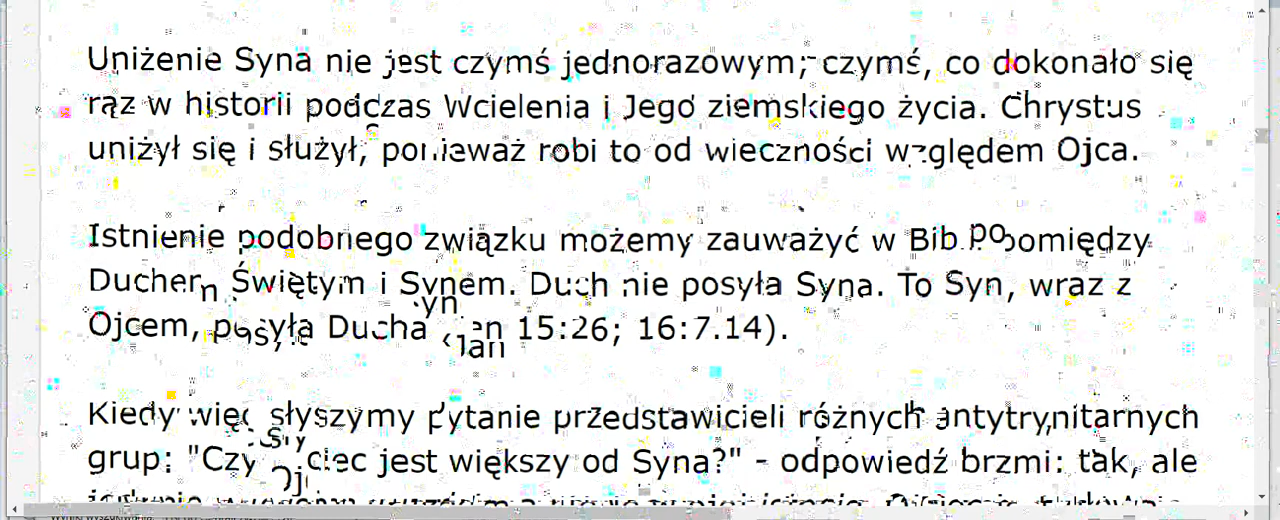 Uniżenie Syna nie jest czymś jednorazowym, czymś, co dokonało się
raz w historii podczas Wcielenia i Jego ziemskiego życia. Chrystus
uniżył się i służył, ponieważ robi to od wieczności względem Ojca.
Istnienie podobnego związku możemy zauważyć w Biblii pomiędzy
Duchem Świętym i Synem. Duch nie posyła Syna. To Syn, wraz z
Ojcem, posyła Ducha (Jan 15:26; 16:7.14).
Kiedy więc słyszymy pytanie przedstawicieli różnych antytrynitarnych
grup: "Czy Ojciec jest większy od Syna?" - odpowiedź brzmi: tak, ale